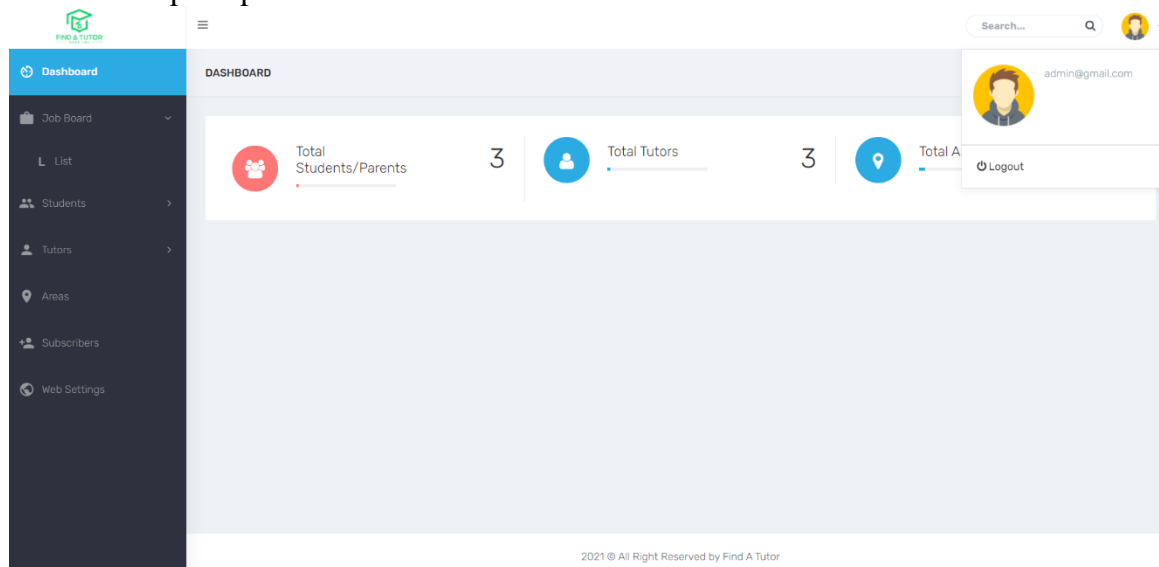 FIND A TUTOR
Search...
Dashboard
DASHBOARD
admin@gmail.com
Job Board
Total
Students/Parents
3
Total Tutors
3
Total A
Logout
L List
Students
Tutors
Areas
Subscribers
Web Settings
2021 © All Right Reserved by Find A Tutor